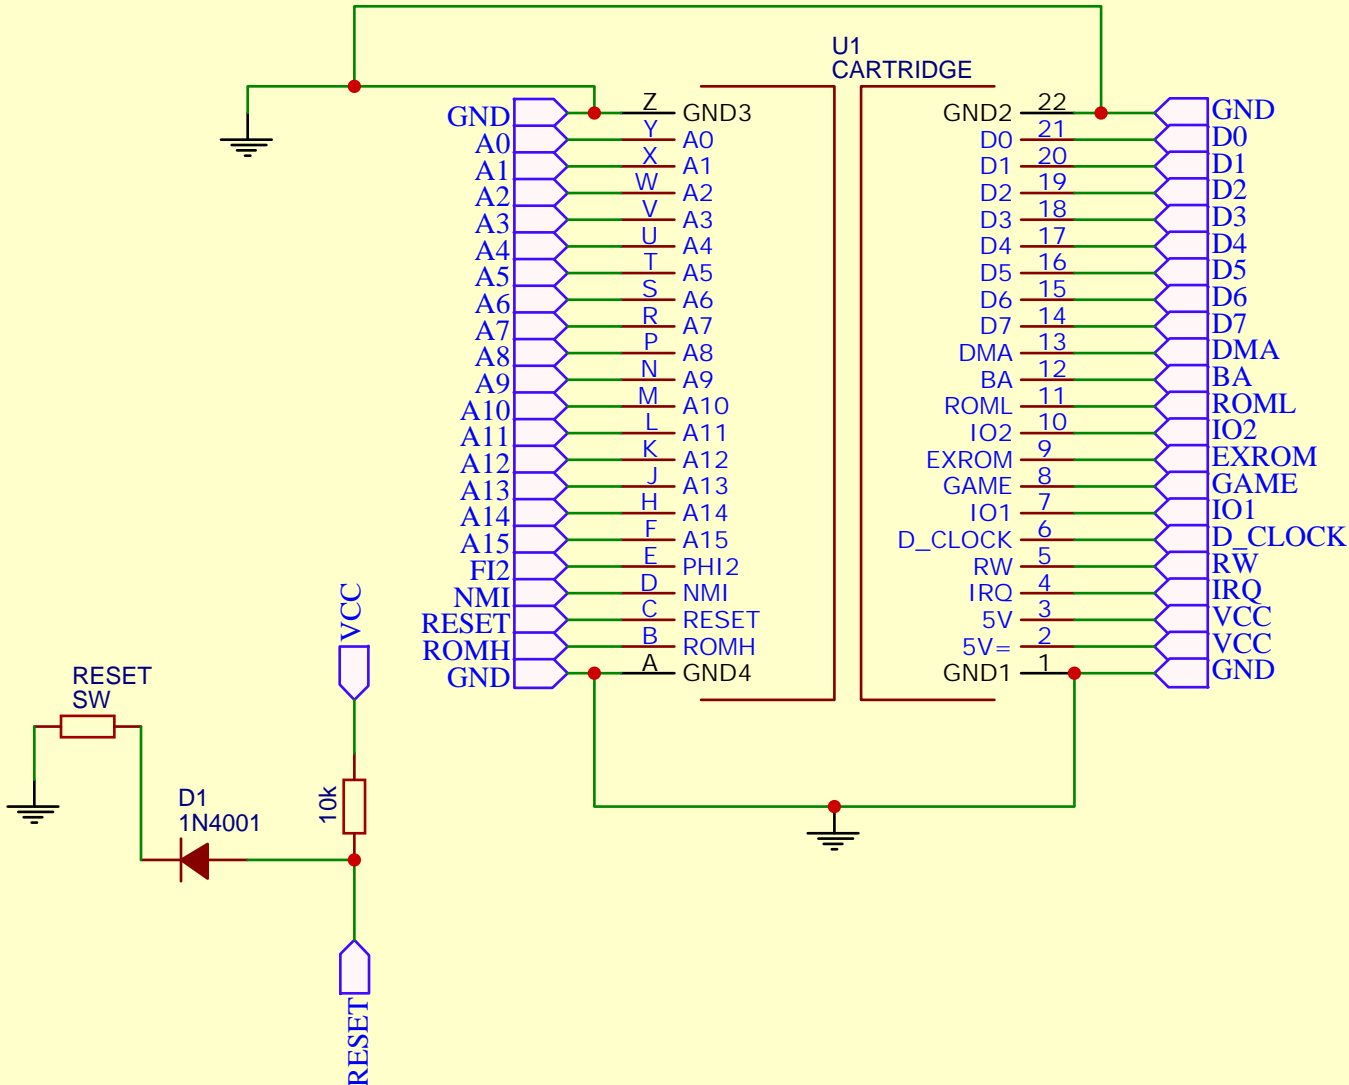 U1
CARTRIDGE
GND Z GND3 GND2 22 GND
A0 Y A0 D0 21 D0
A1 X A1 D1 20 D1
A2 W A2 D2 19 D2
A3 V A3 D3 18 D3
A4 U A4 D4 17 D4
A5 T A5 D5 16 D5
A6 S A6 D6 15 D6
A7 R A7 D7 14 D7
A8 P A8 DMA 13 DMA
A9 N A9 BA 12 BA
A10 M A10 ROML 11 ROML
A11 L A11 IO2 10 IO2
A12 K A12 EXROM 9 EXROM
A13 J A13 GAME 8 GAME
A14 H A14 IO1 7 IO1
A15 F A15 D_CLOCK 6 D_CLOCK
FI2 E PHI2 RW 5 RW
NMI D NMI IRQ 4 IRQ
RESET C RESET 5V 3 VCC
ROMH B ROMH 5V= 2 VCC
GND A GND4 GND1 1 GND
VCC
RESET
SW
10k
D1
1N4001
RESET